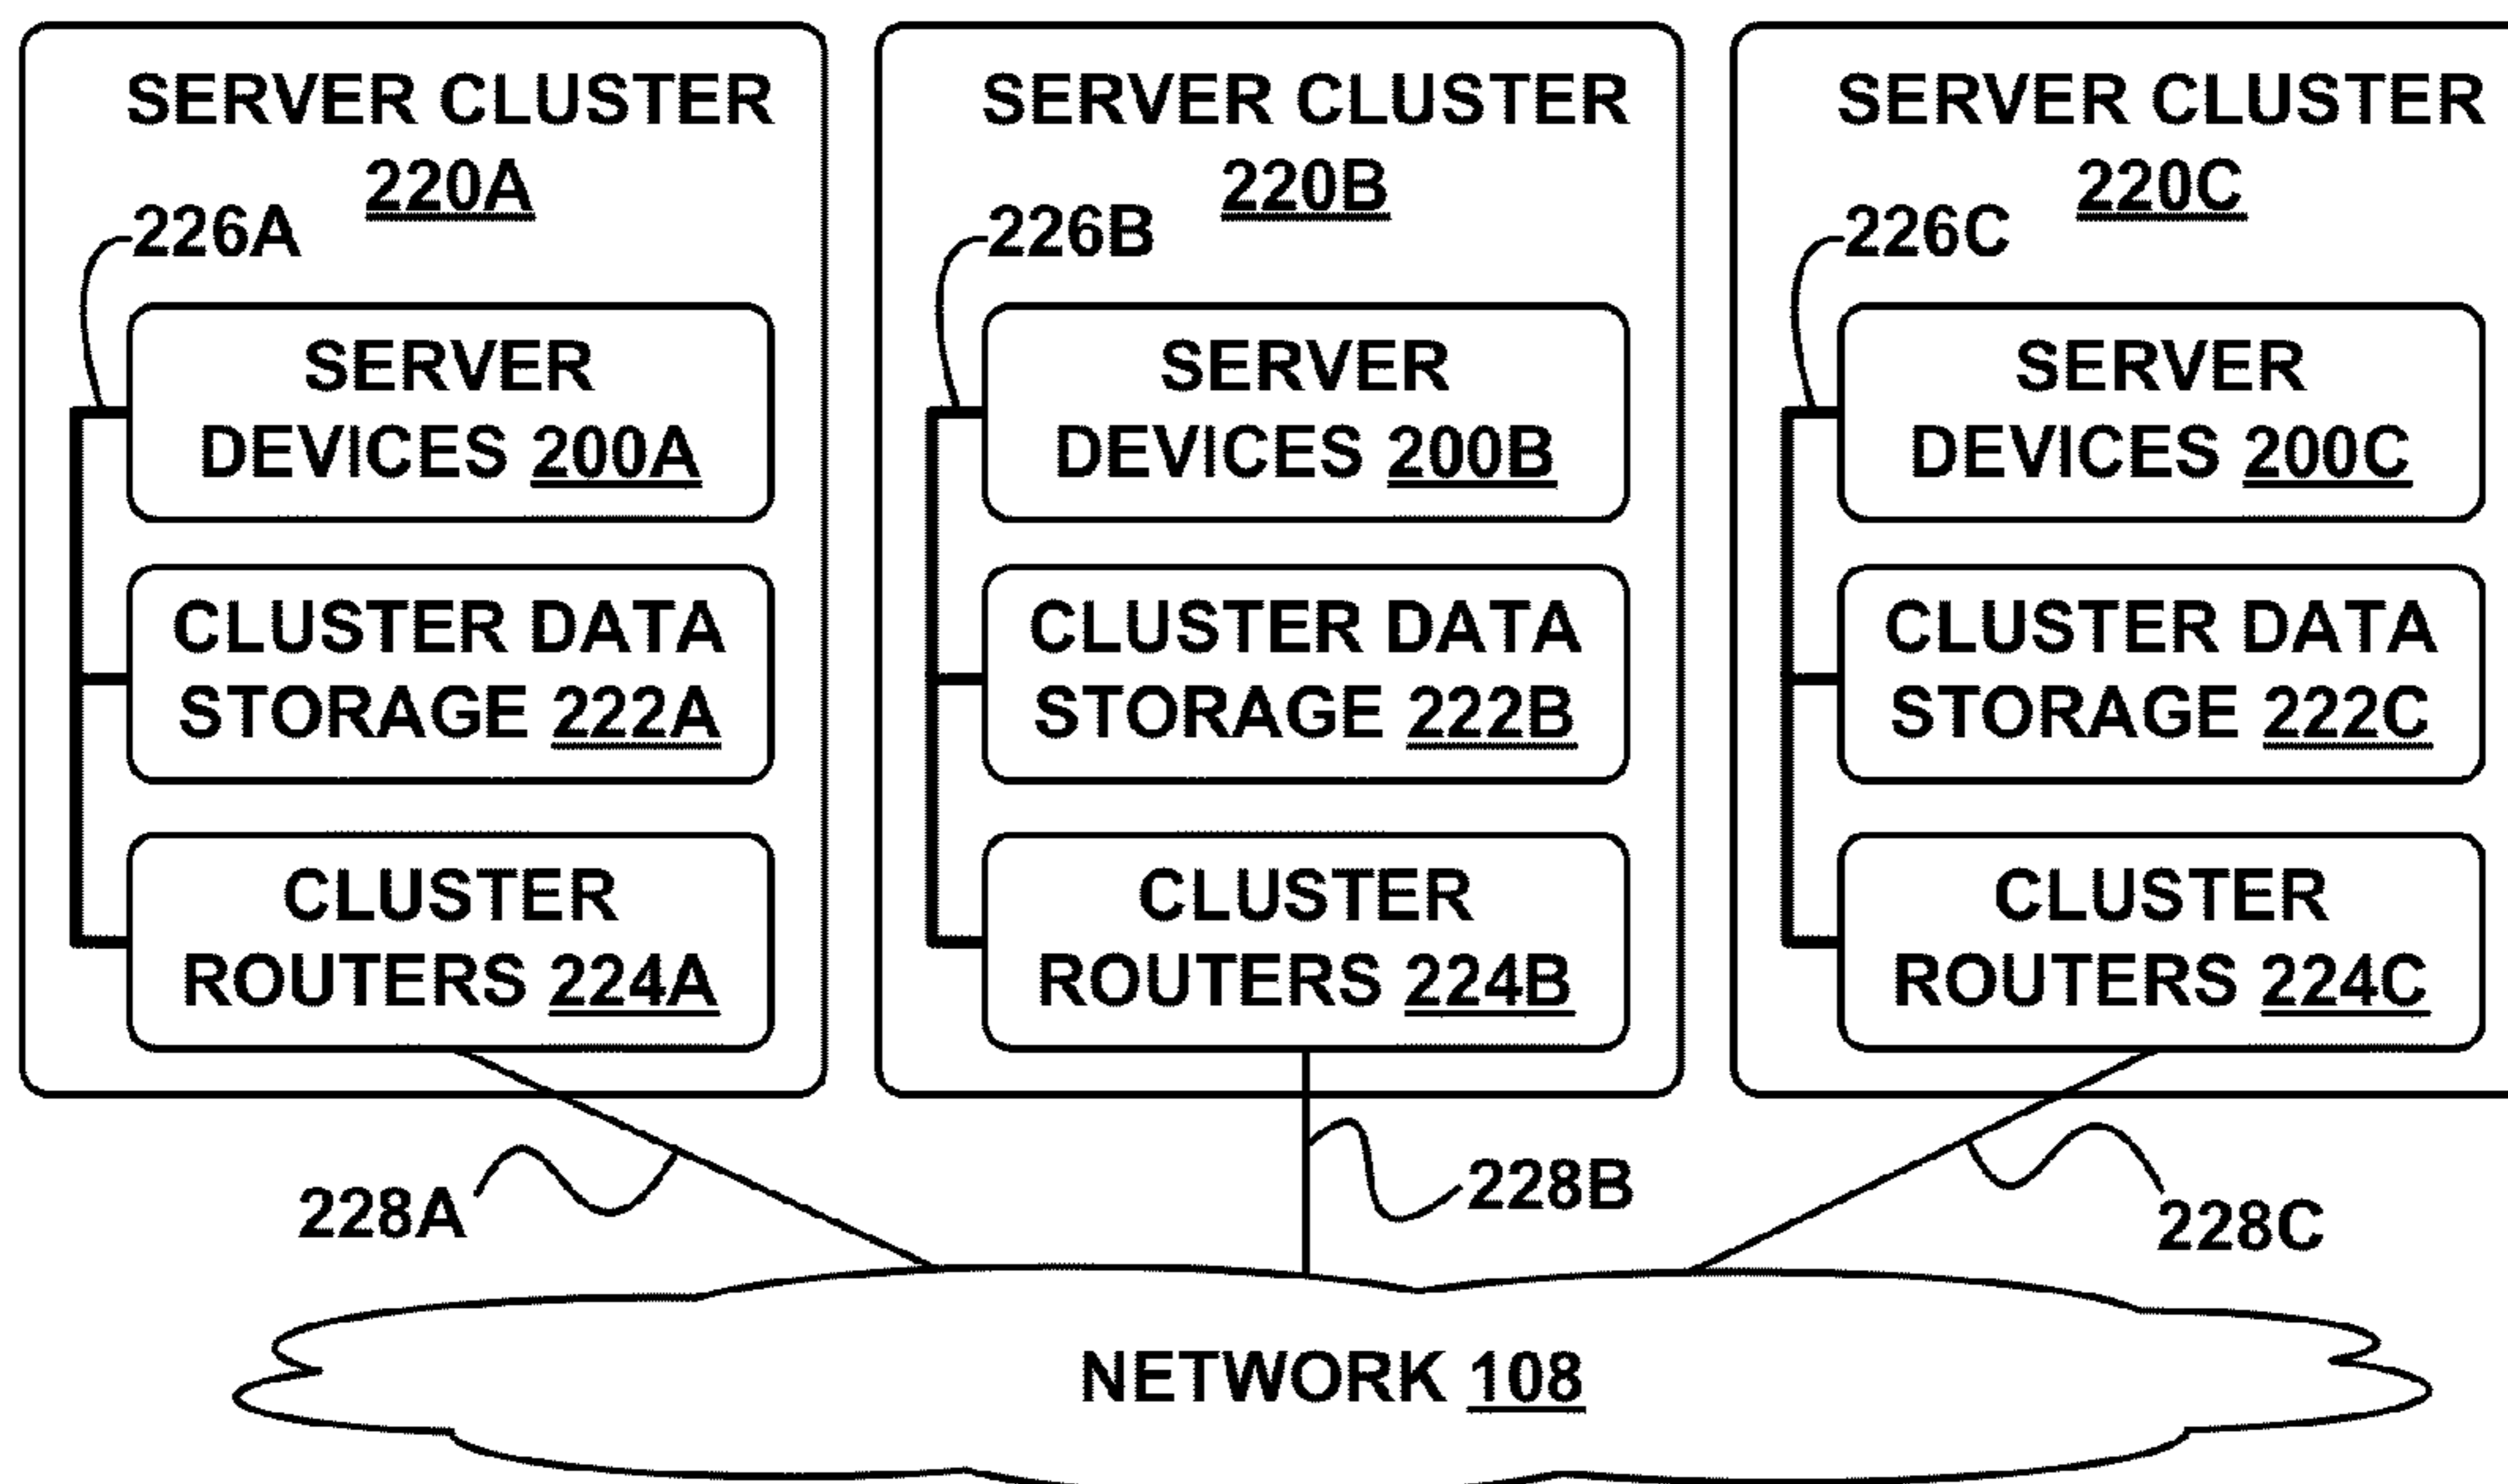 SERVER CLUSTER
220A
226A
SERVER
DEVICES 200A
CLUSTER DATA
STORAGE 222A
CLUSTER
ROUTERS 224A
SERVER CLUSTER
220B
226B
SERVER
DEVICES 200B
CLUSTER DATA
STORAGE 222B
CLUSTER
ROUTERS 224B
SERVER CLUSTER
220C
226C
SERVER
DEVICES 200C
CLUSTER DATA
STORAGE 222C
CLUSTER
ROUTERS 224C
228A
228B
228C
NETWORK 108